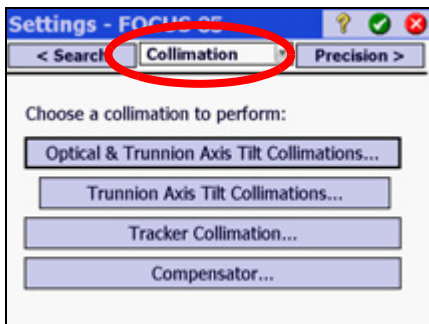 Settings - FOCUS 35
< Search Collimation Precision >
Choose a collimation to perform:
Optical & Trunnion Axis Tilt Collimations...
Trunnion Axis Tilt Collimations...
Tracker Collimation...
Compensator...